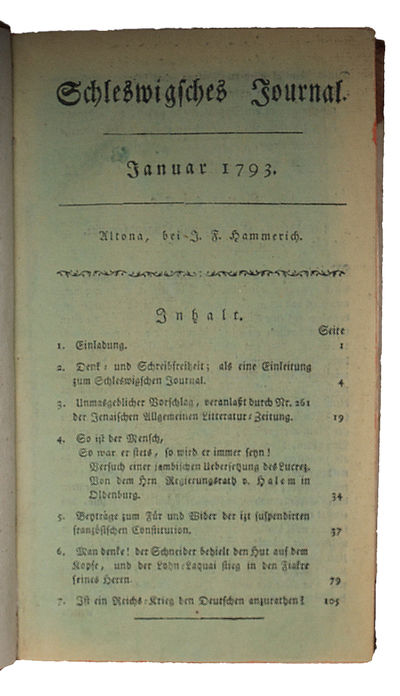 Schleswigsches Journal.
Januar 1793.
Altona, bei J. F. Hammerich.
Inhalt.
Seite
1. Einladung. 1
2. Denk- und Schreibfreiheit; als eine Einleitung
zum Schleswigschen Journal. 4
3. Unmasgeblicher Vorschlag, veranlaßt durch Nr. 261
der Jenaischen Allgemeinen Litteratur-Zeitung. 19
4. So ist der Mensch,
So war er stets, so wird er immer seyn!
Versuch einer jambischen Uebersetzung des Lucrez.
Von dem Hrn Regierungsrath v. Halem in
Oldenburg. 34
5. Beyträge zum Für und Wider der izt suspendirten
französischen Constitution. 37
6. Man denke! der Schneider behielt den Hut auf dem
Kopfe, und der Lohn-Laquai stieg in den Fiakre
seines Herrn. 79
7. Ist ein Reichs-Krieg den Deutschen anzurathen? 105